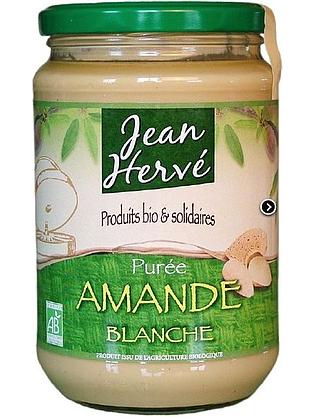 Jean
Hervé
Produits bio & solidaires
Purée
AMANDE
BLANCHE
AB
PRODUIT ISSU DE L'AGRICULTURE BIOLOGIQUE